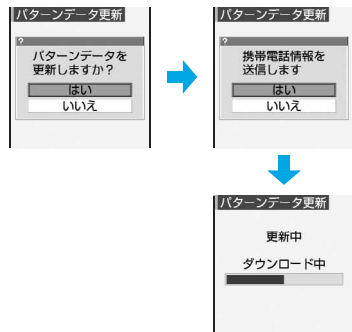 パターンデータ更新
?
パターンデータを
更新しますか？
はい
いいえ
パターンデータ更新
?
携帯電話情報を
送信します
はい
いいえ
パターンデータ更新
更新中
ダウンロード中